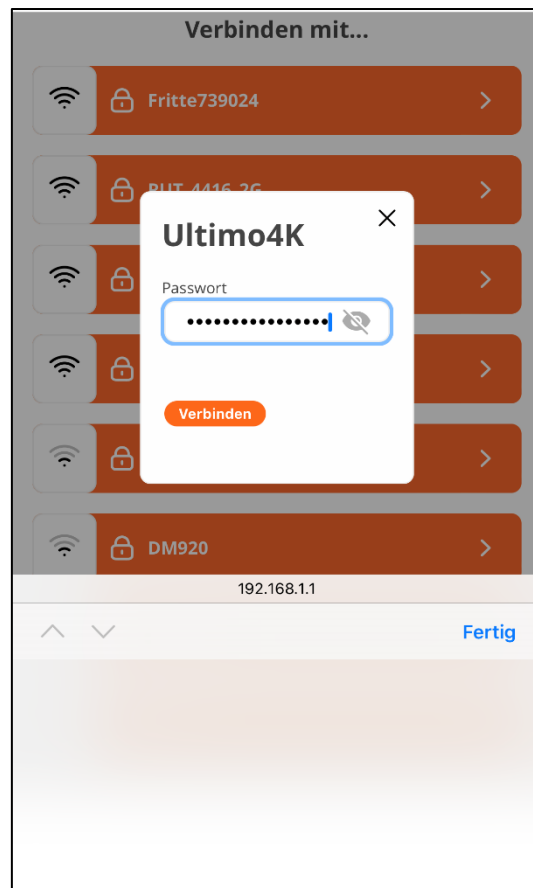 Verbinden mit...
Fritte739024
Ultimo4K
Passwort
Verbinden
DM920
192.168.1.1
Fertig